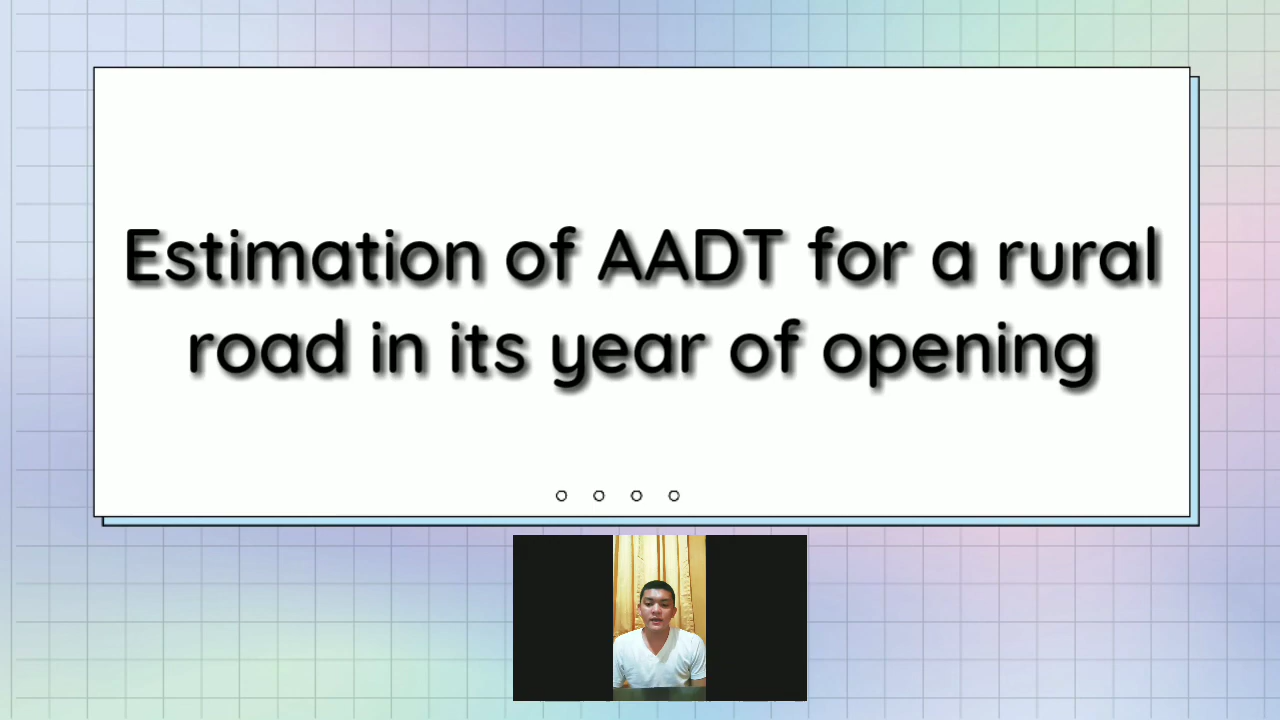 Estimation of AADT for a rural
road in its year of opening